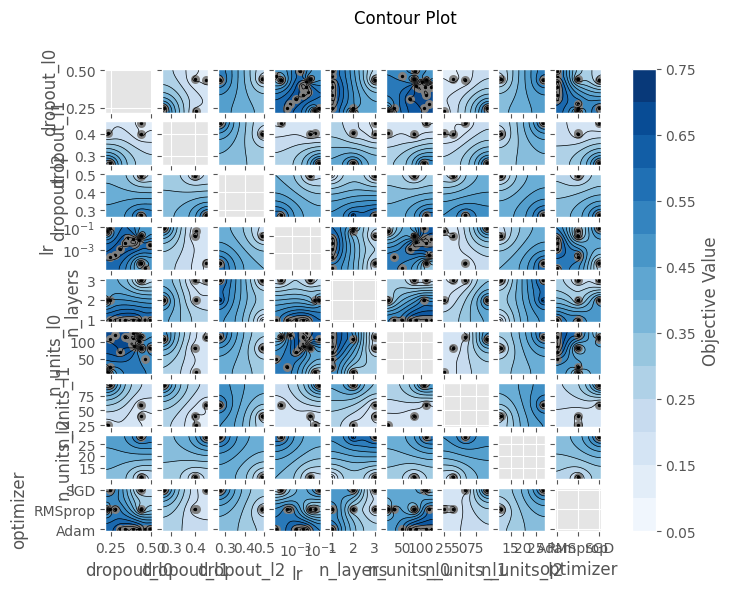 Contour Plot
dropout_l0
0.50
0.25
dropout_l1
0.4
0.3
dropout_l2
0.5
0.4
0.3
lr
10⁻¹
10⁻³
n_layers
3
2
1
n_units_l0
100
50
n_units_l1
75
50
25
n_units_l2
25
20
15
optimizer
SGD
RMSprop
Adam
0.25 0.50 0.3 0.4 0.3 0.4 0.5 10⁻³ 10⁻¹ 1 2 3 50 100 25 50 75 15 20 25 Adam RMSprop SGD
dropout_l0 dropout_l1 dropout_l2 lr n_layers n_units_l0 n_units_l1 n_units_l2 optimizer
0.75
0.65
0.55
0.45
0.35
0.25
0.15
0.05
Objective Value